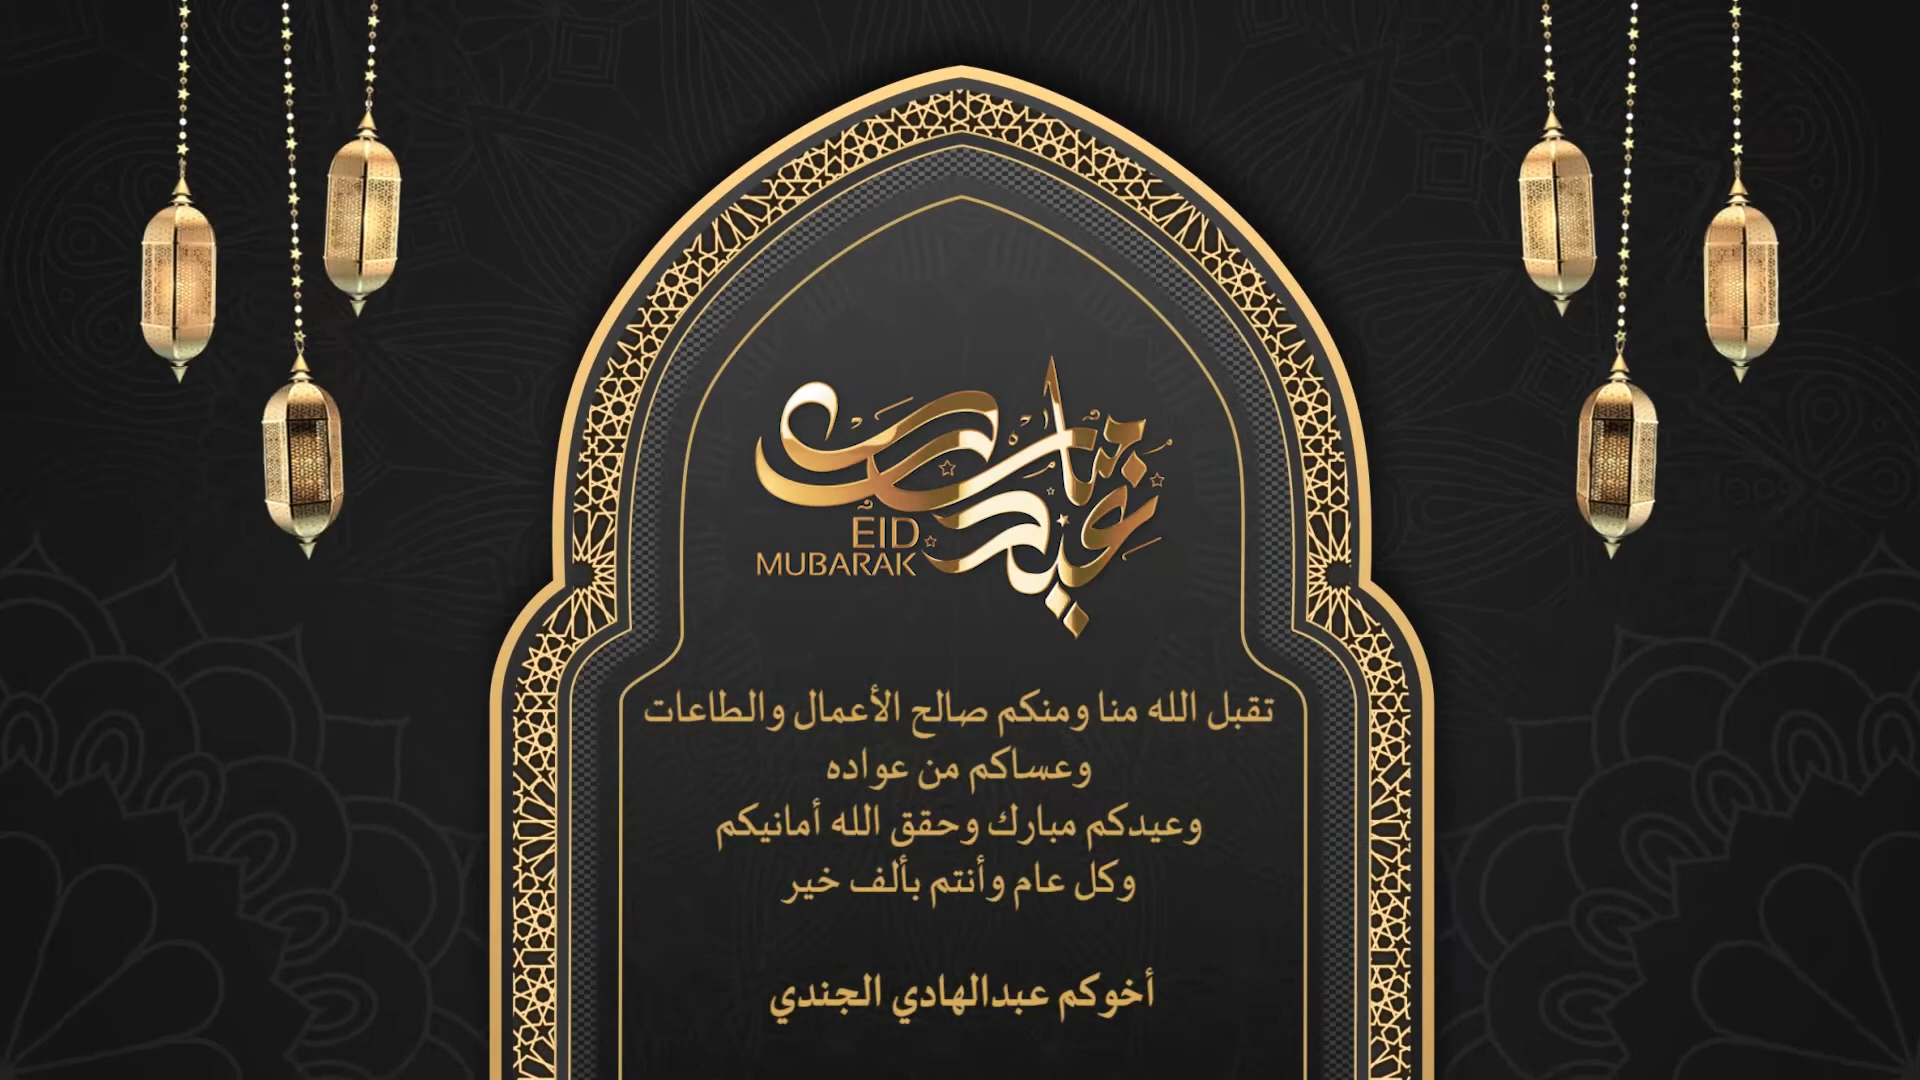 عيد مبارك
EID
MUBARAK
تقبل الله منا ومنكم صالح الأعمال والطاعات
وعساكم من عواده
وعيدكم مبارك وحقق الله أمانيكم
وكل عام وأنتم بألف خير
أخوكم عبدالهادي الجندي